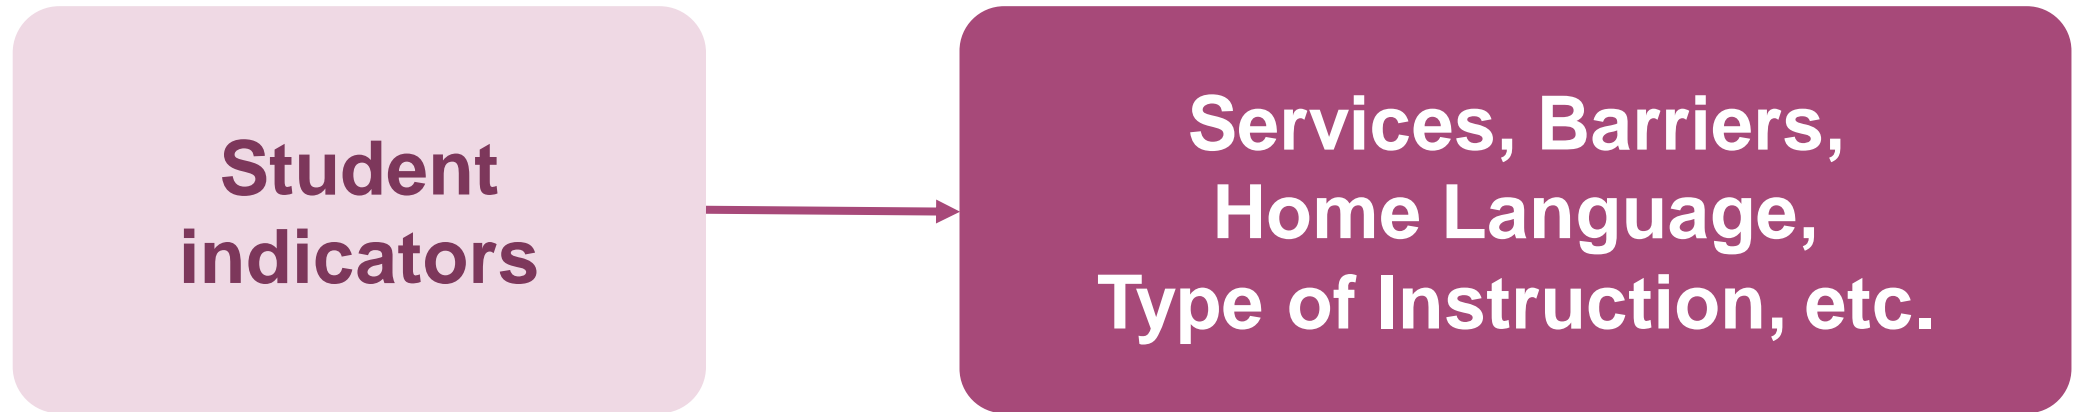 Student
indicators
Services, Barriers,
Home Language,
Type of Instruction, etc.